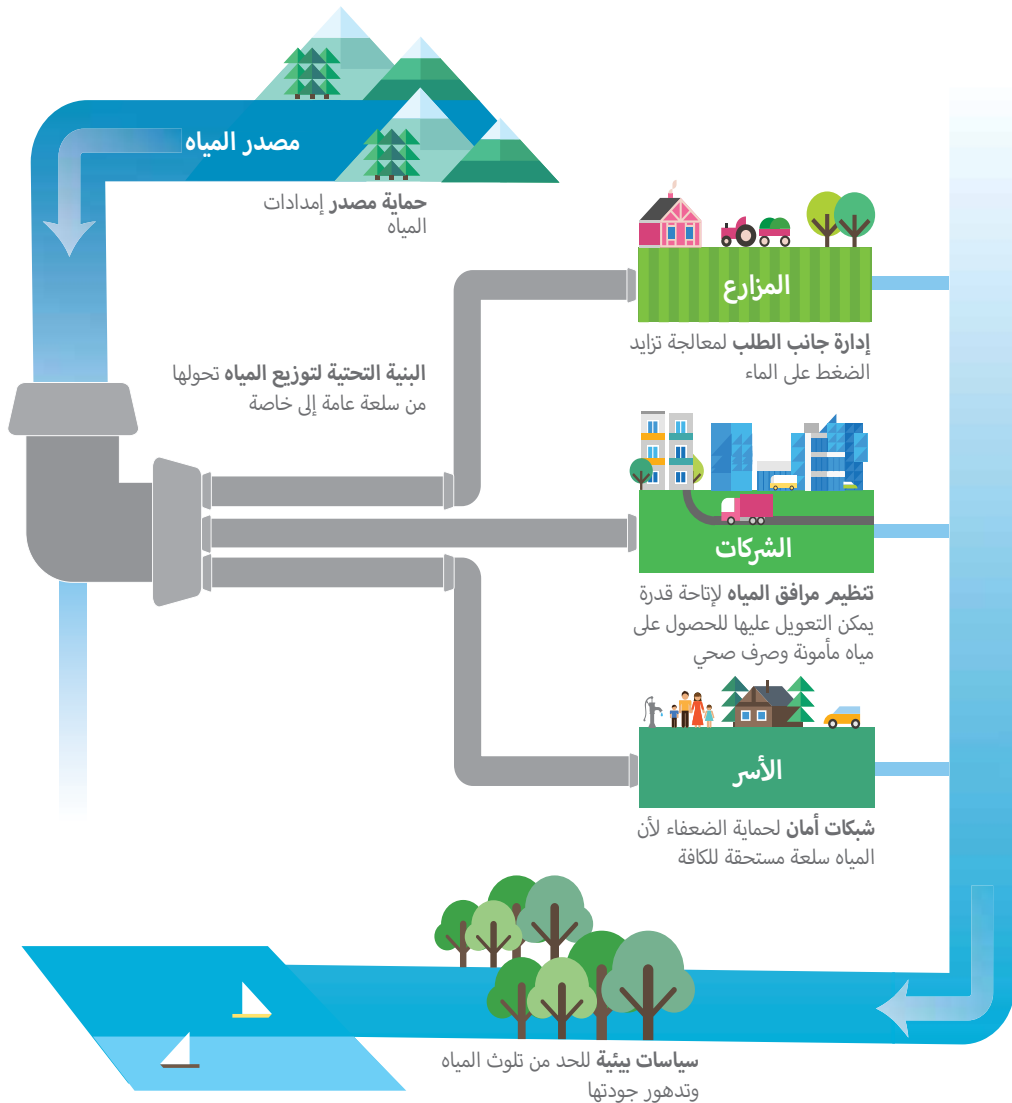 مصدر المياه
حماية مصدر إمدادات
المياه
المزارع
إدارة جانب الطلب لمعالجة تزايد
الضغط على الماء
البنية التحتية لتوزيع المياه تحولها
من سلعة عامة إلى خاصة
الشركات
تنظيم مرافق المياه لإتاحة قدرة
يمكن التعويل عليها للحصول على
مياه مأمونة وصرف صحي
الأسر
شبكات أمان لحماية الضعفاء لأن
المياه سلعة مستحقة للكافة
سياسات بيئية للحد من تلوث المياه
وتدهور جودتها